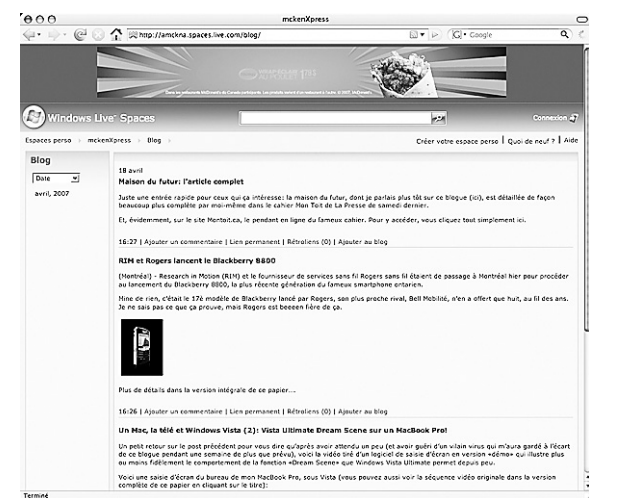 mckenXpress
http://amckna.spaces.live.com/blog/
Google
Windows Live Spaces
Connexion
Espaces perso mckenXpress Blog
Créer votre espace perso | Quoi de neuf ? | Aide
Blog
Date
avril, 2007
18 avril
Maison du futur: l'article complet
Juste une entrée rapide pour ceux qui ça intéresse: la maison du futur, dont je parlais plus tôt sur ce blogue (ici), est détaillée de façon
beaucoup plus complète par moi-même dans le cahier Mon Toit de La Presse de samedi dernier.
Et, évidemment, sur le site Montoit.ca, le pendant en ligne du fameux cahier. Pour y accéder, vous cliquez tout simplement ici.
16:27 | Ajouter un commentaire | Lien permanent | Rétroliens (0) | Ajouter au blog
RIM et Rogers lancent le Blackberry 8800
(Montréal) - Research in Motion (RIM) et le fournisseur de services sans fil Rogers sans fil étaient de passage à Montréal hier pour procéder
au lancement du Blackberry 8800, la plus récente génération du fameux smartphone ontarien.
Mine de rien, c'était le 17è modèle de Blackberry lancé par Rogers, son plus proche rival, Bell Mobilité, n'en a offert que huit, au fil des ans.
Je ne sais pas ce que ça prouve, mais Rogers est beeeen fière de ça.
Plus de détails dans la version intégrale de ce papier...
16:26 | Ajouter un commentaire | Lien permanent | Rétroliens (0) | Ajouter au blog
Un Mac, la télé et Windows Vista (2): Vista Ultimate Dream Scene sur un MacBook Pro!
Un petit retour sur le post précédent pour vous dire qu'après avoir attendu un peu (et avoir guéri d'un vilain virus qui m'aura gardé à l'écart
de ce blogue pendant une semaine de plus que prévu), voici la vidéo tiré d'un logiciel de saisie d'écran en version «démo» qui illustre plus
ou moins fidèlement le comportement de la fonction «Dream Scene» que Windows Vista Ultimate permet depuis peu.
Voici une saisie d'écran du bureau de mon MacBook Pro, sous Vista (vous pouvez aussi voir la séquence vidéo originale dans la version
complète de ce papier en cliquant sur le titre):
Terminé